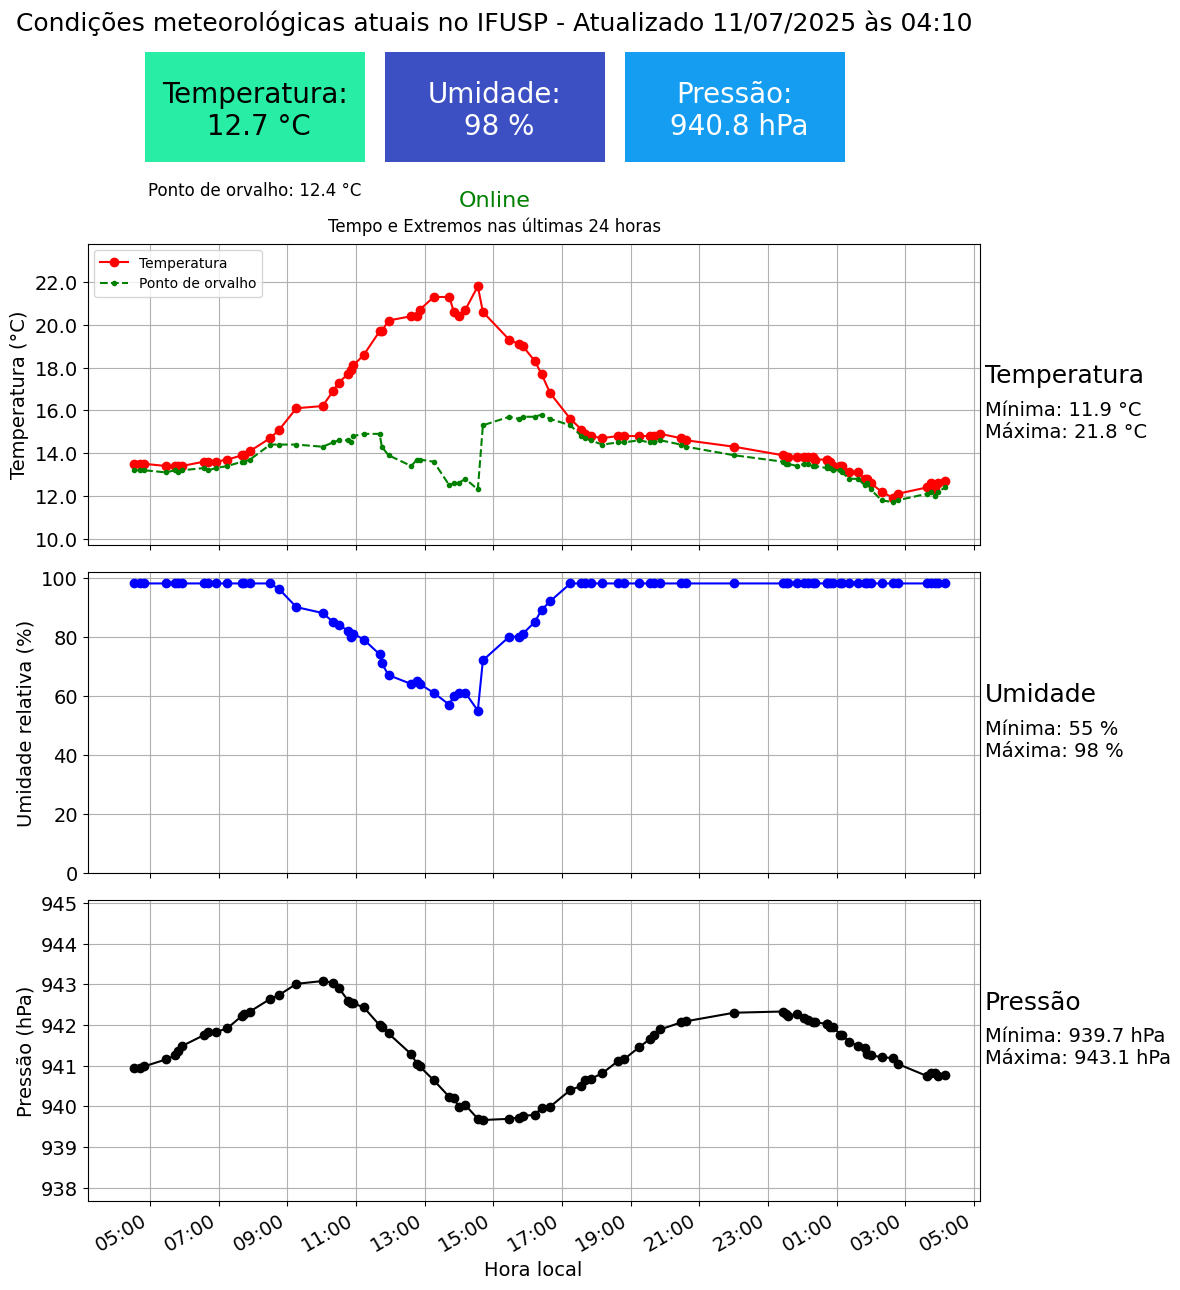 Condições meteorológicas atuais no IFUSP - Atualizado 11/07/2025 às 04:10
Temperatura:
12.7 °C
Umidade:
98 %
Pressão:
940.8 hPa
Ponto de orvalho: 12.4 °C
Online
Tempo e Extremos nas últimas 24 horas
Temperatura
Ponto de orvalho
Temperatura (°C)
22.0
20.0
18.0
16.0
14.0
12.0
10.0
Temperatura
Mínima: 11.9 °C
Máxima: 21.8 °C
Umidade relativa (%)
100
80
60
40
20
0
Umidade
Mínima: 55 %
Máxima: 98 %
Pressão (hPa)
945
944
943
942
941
940
939
938
Pressão
Mínima: 939.7 hPa
Máxima: 943.1 hPa
05:00 07:00 09:00 11:00 13:00 15:00 17:00 19:00 21:00 23:00 01:00 03:00 05:00
Hora local